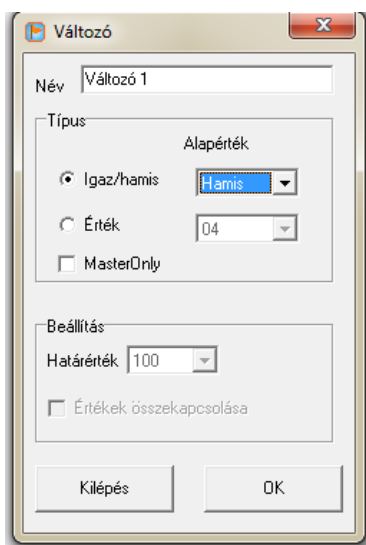 Változó
Név Változó 1
Típus
Alapérték
Igaz/hamis Hamis
Érték 04
MasterOnly
Beállítás
Határérték 100
Értékek összekapcsolása
Kilépés OK